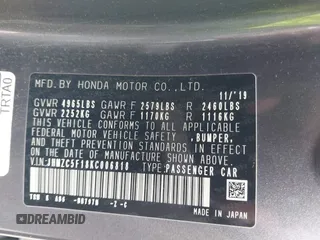 TRTA0
MFD.BY HONDA MOTOR CO.,LTD. 11/'19
GVWR 4965LBS GAWR F 2579LBS R 2460LBS
GVWR 2252KG GAWR F 1170KG R 1116KG
THIS VEHICLE CONFORMS TO ALL
APPLICABLE FEDERAL MOTOR VEHICLE
SAFETY, BUMPER,
AND THEFT PREVENTION STANDARDS
IN EFFECT ON THE DATE OF
MANUFACTURE SHOWN ABOVE.
VIN: TYPE:PASSENGER CAR
MADE IN JAPAN